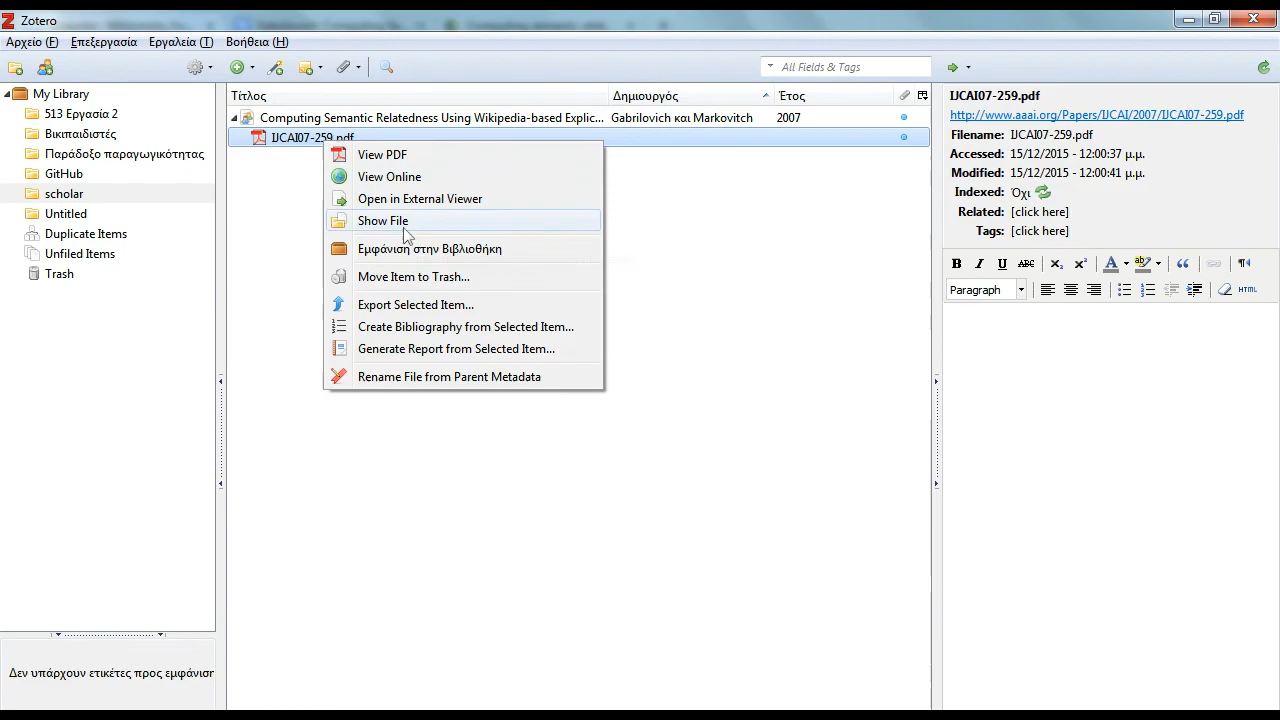 Zotero
Αρχείο (F) Επεξεργασία Εργαλεία (T) Βοήθεια (H)
All Fields & Tags
My Library
513 Εργασία 2
Βικιπαιδιστές
Παράδοξο παραγωγικότητας
GitHub
scholar
Untitled
Duplicate Items
Unfiled Items
Trash
Δεν υπάρχουν ετικέτες προς εμφάνιση
Τίτλος Δημιουργός Έτος
Computing Semantic Relatedness Using Wikipedia-based Explic... Gabrilovich και Markovitch 2007
IJCAI07-259.pdf
View PDF
View Online
Open in External Viewer
Show File
Εμφάνιση στην Βιβλιοθήκη
Move Item to Trash...
Export Selected Item...
Create Bibliography from Selected Item...
Generate Report from Selected Item...
Rename File from Parent Metadata
IJCAI07-259.pdf
http://www.aaai.org/Papers/IJCAI/2007/IJCAI07-259.pdf
Filename: IJCAI07-259.pdf
Accessed: 15/12/2015 - 12:00:37 μ.μ.
Modified: 15/12/2015 - 12:00:41 μ.μ.
Indexed: Όχι
Related: [click here]
Tags: [click here]
B I U ABC X₂ X² A ab HTML
Paragraph